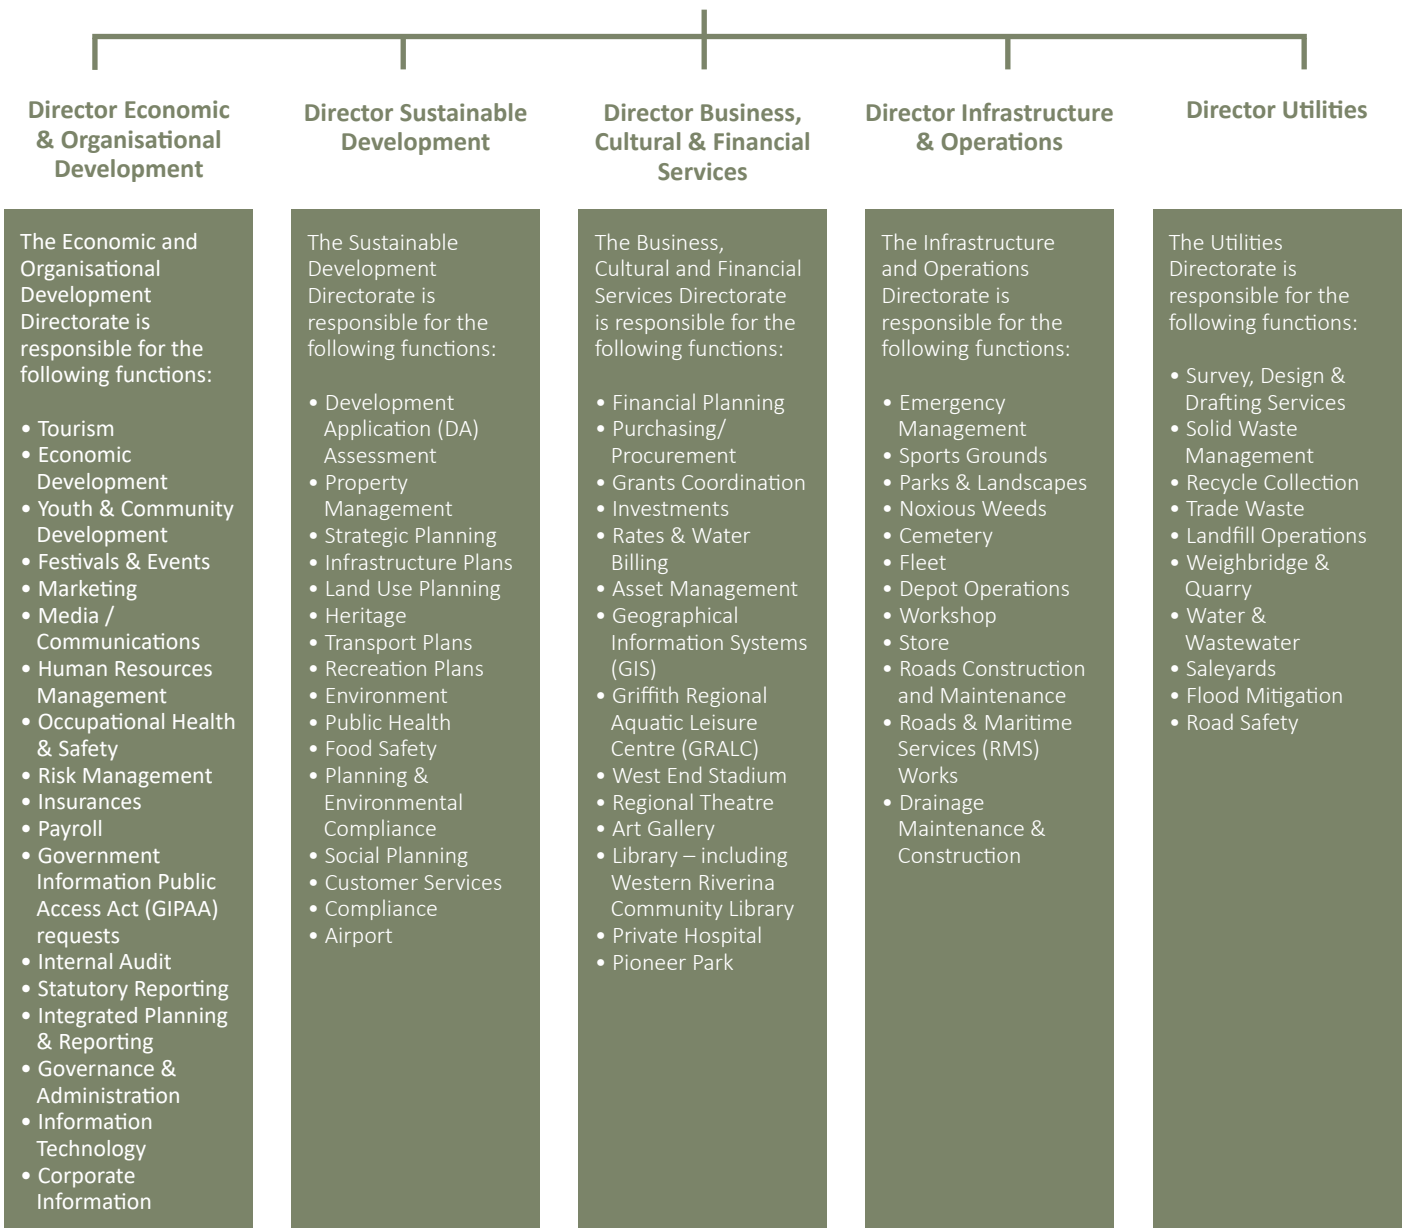 Director Economic
& Organisational
Development
The Economic and
Organisational
Development
Directorate is
responsible for the
following functions:
• Tourism
• Economic
Development
• Youth & Community
Development
• Festivals & Events
• Marketing
• Media /
Communications
• Human Resources
Management
• Occupational Health
& Safety
• Risk Management
• Insurances
• Payroll
• Government
Information Public
Access Act (GIPAA)
requests
• Internal Audit
• Statutory Reporting
• Integrated Planning
& Reporting
• Governance &
Administration
• Information
Technology
• Corporate
Information
Director Sustainable
Development
The Sustainable
Development
Directorate is
responsible for the
following functions:
• Development
Application (DA)
Assessment
• Property
Management
• Strategic Planning
• Infrastructure Plans
• Land Use Planning
• Heritage
• Transport Plans
• Recreation Plans
• Environment
• Public Health
• Food Safety
• Planning &
Environmental
Compliance
• Social Planning
• Customer Services
• Compliance
• Airport
Director Business,
Cultural & Financial
Services
The Business,
Cultural and Financial
Services Directorate
is responsible for the
following functions:
• Financial Planning
• Purchasing/
Procurement
• Grants Coordination
• Investments
• Rates & Water
Billing
• Asset Management
• Geographical
Information Systems
(GIS)
• Griffith Regional
Aquatic Leisure
Centre (GRALC)
• West End Stadium
• Regional Theatre
• Art Gallery
• Library – including
Western Riverina
Community Library
• Private Hospital
• Pioneer Park
Director Infrastructure
& Operations
The Infrastructure
and Operations
Directorate is
responsible for the
following functions:
• Emergency
Management
• Sports Grounds
• Parks & Landscapes
• Noxious Weeds
• Cemetery
• Fleet
• Depot Operations
• Workshop
• Store
• Roads Construction
and Maintenance
• Roads & Maritime
Services (RMS)
Works
• Drainage
Maintenance &
Construction
Director Utilities
The Utilities
Directorate is
responsible for the
following functions:
• Survey, Design &
Drafting Services
• Solid Waste
Management
• Recycle Collection
• Trade Waste
• Landfill Operations
• Weighbridge &
Quarry
• Water &
Wastewater
• Saleyards
• Flood Mitigation
• Road Safety